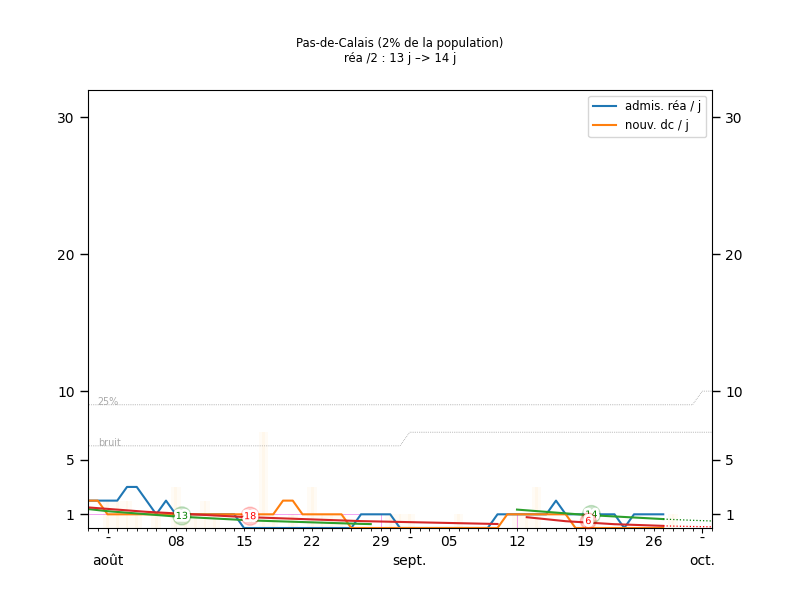 Pas-de-Calais (2% de la population)
réa /2 : 13 j –> 14 j
admis. réa / j
nouv. dc / j
30 30
20 20
10 10
25%
bruit
5 5
1 1
13 18 14
6
08 15 22 29 05 12 19 26
août sept. oct.